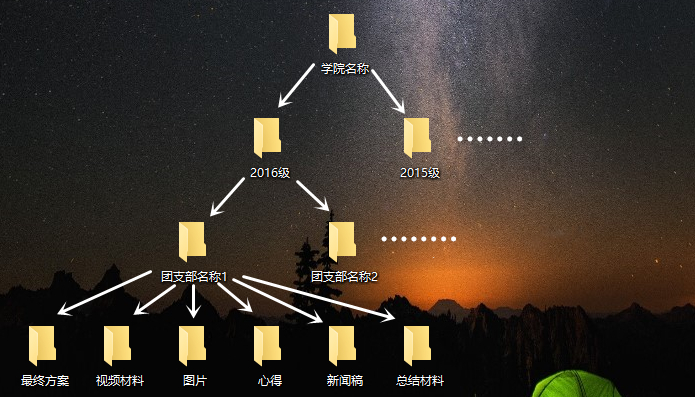 学院名称
2016级
2015级
团支部名称1
团支部名称2
最终方案
视频材料
图片
心得
新闻稿
总结材料